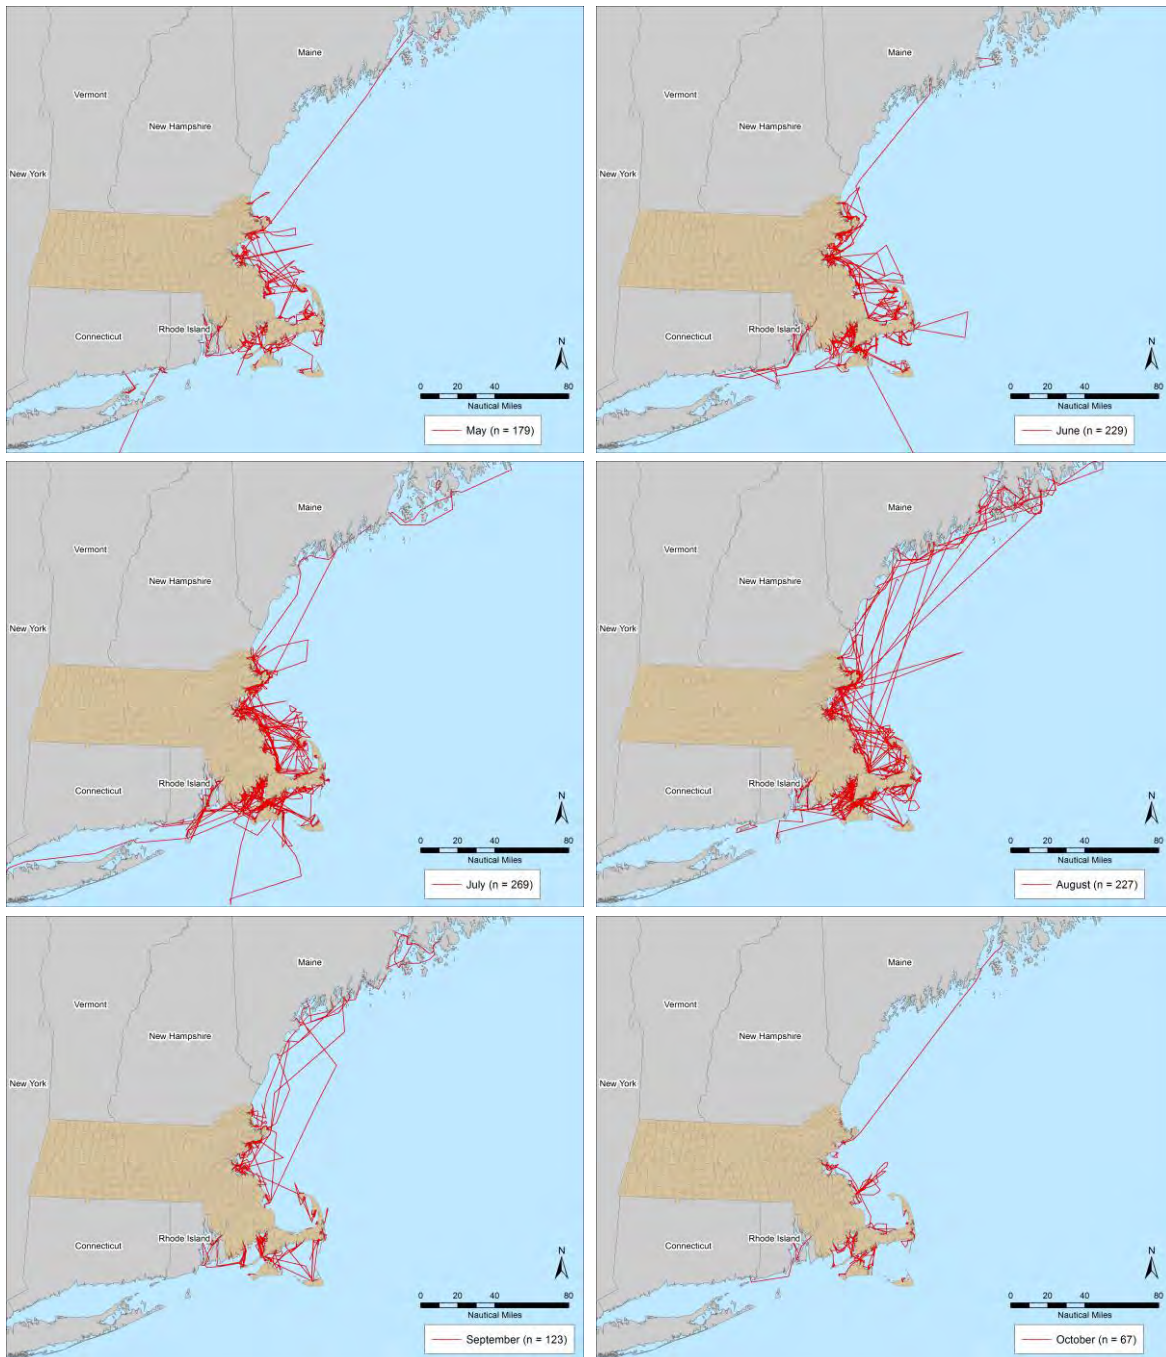 Maine
Vermont
New Hampshire
New York
Connecticut
Rhode Island
N
0 20 40 80
Nautical Miles
May (n = 179)
Maine
Vermont
New Hampshire
New York
Connecticut
Rhode Island
N
0 20 40 80
Nautical Miles
June (n = 229)
Maine
Vermont
New Hampshire
New York
Connecticut
Rhode Island
N
0 20 40 80
Nautical Miles
July (n = 269)
Maine
Vermont
New Hampshire
New York
Connecticut
Rhode Island
N
0 20 40 80
Nautical Miles
August (n = 227)
Maine
Vermont
New Hampshire
New York
Connecticut
Rhode Island
N
0 20 40 80
Nautical Miles
September (n = 123)
Maine
Vermont
New Hampshire
New York
Connecticut
Rhode Island
N
0 20 40 80
Nautical Miles
October (n = 67)